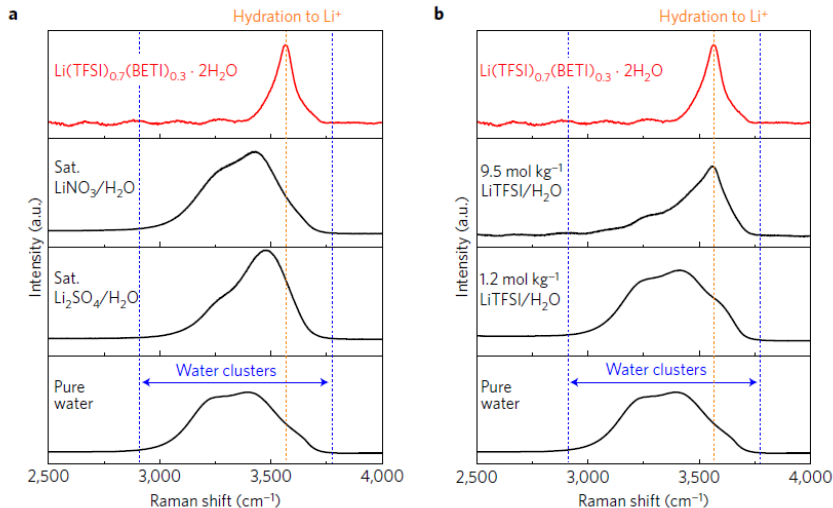 a
Hydration to Li⁺
Li(TFSI)₀.₇(BETI)₀.₃ · 2H₂O
Sat.
LiNO₃/H₂O
Sat.
Li₂SO₄/H₂O
Water clusters
Pure
water
Intensity (a.u.)
2,500 3,000 3,500 4,000
Raman shift (cm⁻¹)
b
Hydration to Li⁺
Li(TFSI)₀.₇(BETI)₀.₃ · 2H₂O
9.5 mol kg⁻¹
LiTFSI/H₂O
1.2 mol kg⁻¹
LiTFSI/H₂O
Water clusters
Pure
water
Intensity (a.u.)
2,500 3,000 3,500 4,000
Raman shift (cm⁻¹)